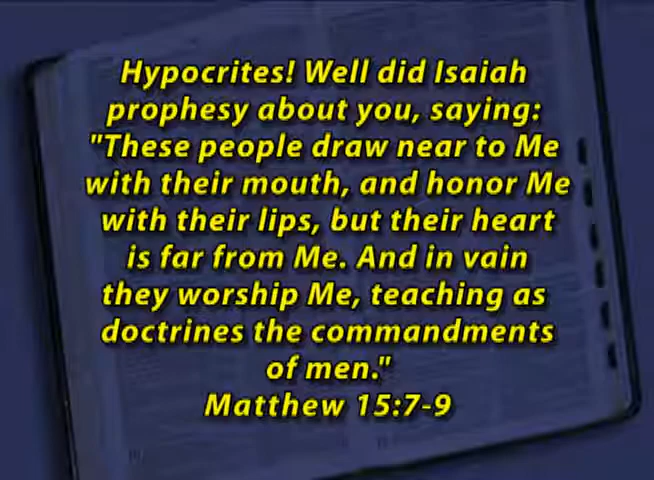 Hypocrites! Well did Isaiah
prophesy about you, saying:
"These people draw near to Me
with their mouth, and honor Me
with their lips, but their heart
is far from Me. And in vain
they worship Me, teaching as
doctrines the commandments
of men."
Matthew 15:7-9